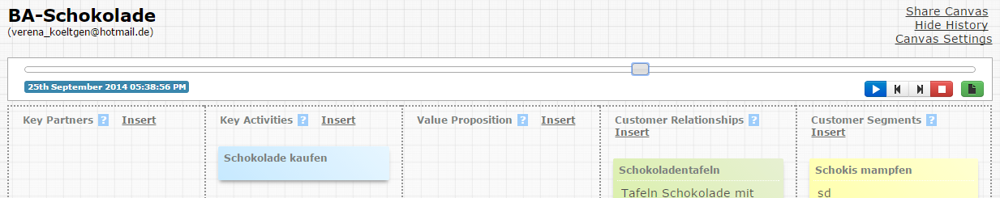 BA-Schokolade
(verena_koeltgen@hotmail.de)
Share Canvas
Hide History
Canvas Settings
25th September 2014 05:38:56 PM
Key Partners ? Insert
Key Activities ? Insert
Value Proposition ? Insert
Customer Relationships ?
Insert
Customer Segments ?
Insert
Schokolade kaufen
Schokoladentafeln
Tafeln Schokolade mit
Schokis mampfen
sd